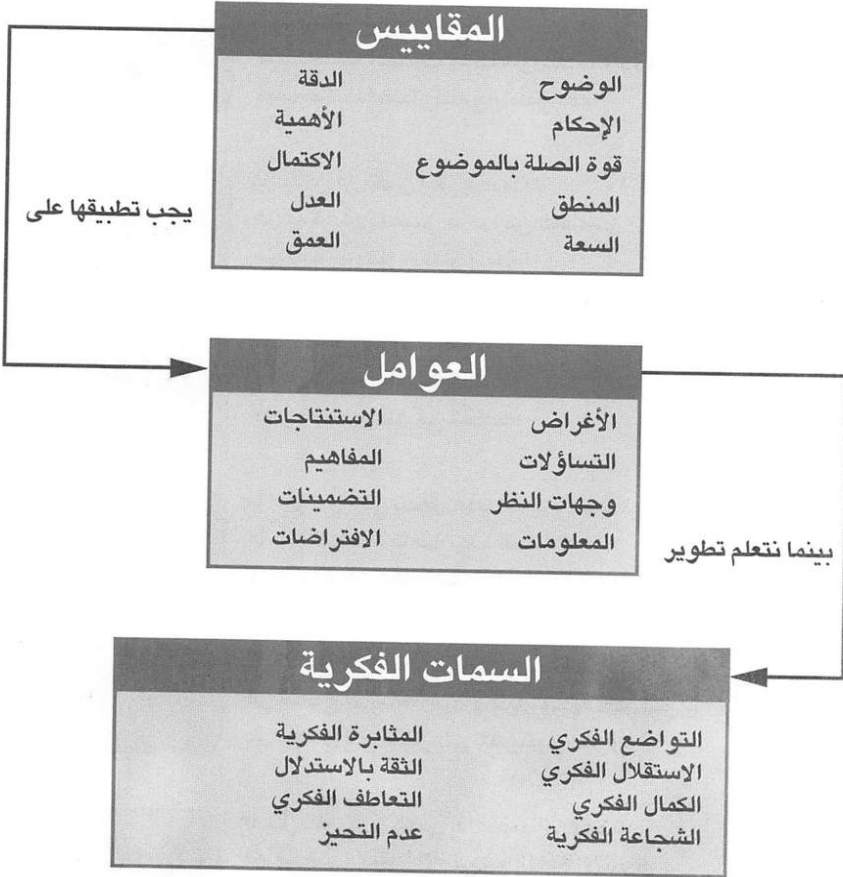 المقاييس
الوضوح الدقة
الإحكام الأهمية
قوة الصلة بالموضوع الاكتمال
المنطق العدل
السعة العمق
يجب تطبيقها على
العوامل
الأغراض الاستنتاجات
التساؤلات المفاهيم
وجهات النظر التضمينات
المعلومات الافتراضات
بينما نتعلم تطوير
السمات الفكرية
التواضع الفكري المثابرة الفكرية
الاستقلال الفكري الثقة بالاستدلال
الكمال الفكري التعاطف الفكري
الشجاعة الفكرية عدم التحيز